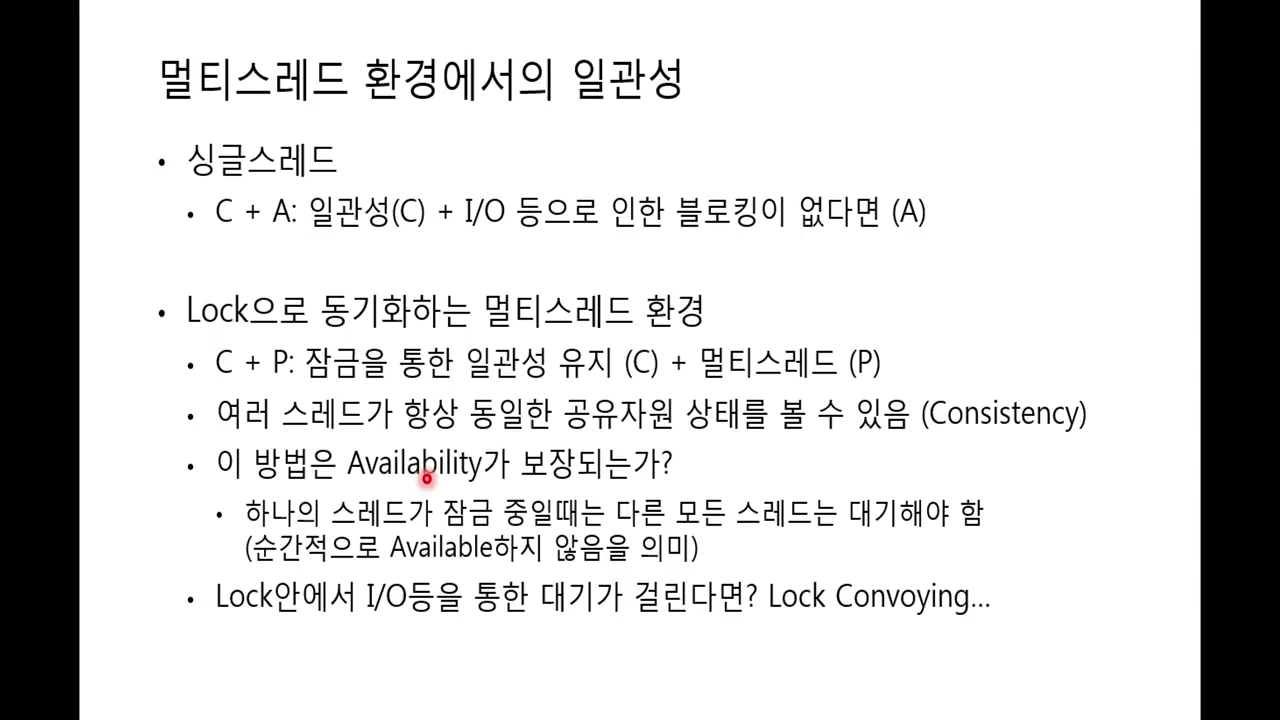 멀티스레드 환경에서의 일관성
• 싱글스레드
• C + A: 일관성(C) + I/O 등으로 인한 블로킹이 없다면 (A)
• Lock으로 동기화하는 멀티스레드 환경
• C + P: 잠금을 통한 일관성 유지 (C) + 멀티스레드 (P)
• 여러 스레드가 항상 동일한 공유자원 상태를 볼 수 있음 (Consistency)
• 이 방법은 Availability가 보장되는가?
• 하나의 스레드가 잠금 중일때는 다른 모든 스레드는 대기해야 함
(순간적으로 Available하지 않음을 의미)
• Lock안에서 I/O등을 통한 대기가 걸린다면? Lock Convoying...